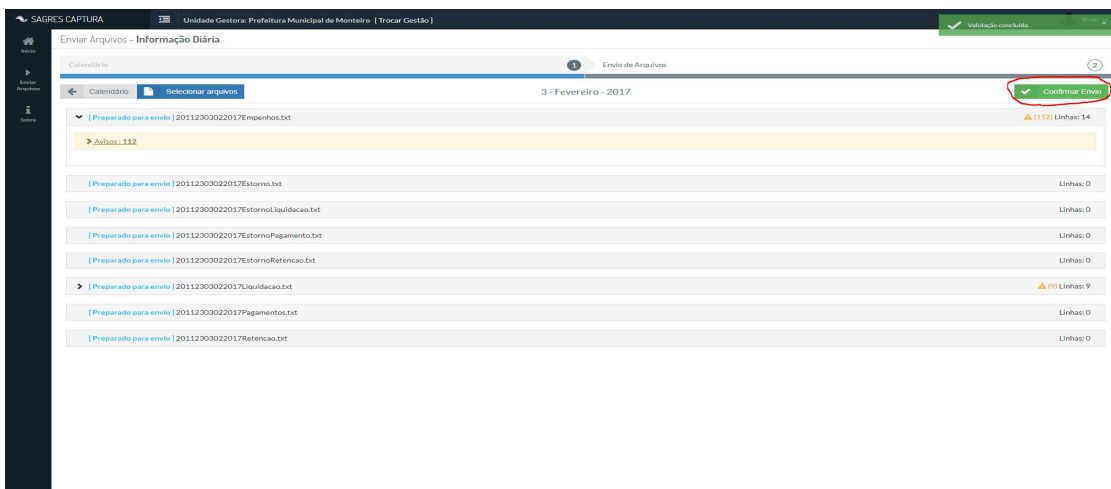 SAGRES CAPTURA
Unidade Gestora: Prefeitura Municipal de Monteiro [ Trocar Gestão ]
Validação concluída.
Início
Enviar Arquivos
Sobre
Enviar Arquivos - Informação Diária
Calendário 1 Envio de Arquivos 2
Calendário Selecionar arquivos 3 - Fevereiro - 2017 Confirmar Envio
[ Preparado para envio ] 20112303022017Empenhos.txt (112) Linhas: 14
Avisos : 112
[ Preparado para envio ] 20112303022017Estorno.txt Linhas: 0
[ Preparado para envio ] 20112303022017EstornoLiquidacao.txt Linhas: 0
[ Preparado para envio ] 20112303022017EstornoPagamento.txt Linhas: 0
[ Preparado para envio ] 20112303022017EstornoRetencao.txt Linhas: 0
[ Preparado para envio ] 20112303022017Liquidacao.txt (9) Linhas: 9
[ Preparado para envio ] 20112303022017Pagamentos.txt Linhas: 0
[ Preparado para envio ] 20112303022017Retencao.txt Linhas: 0